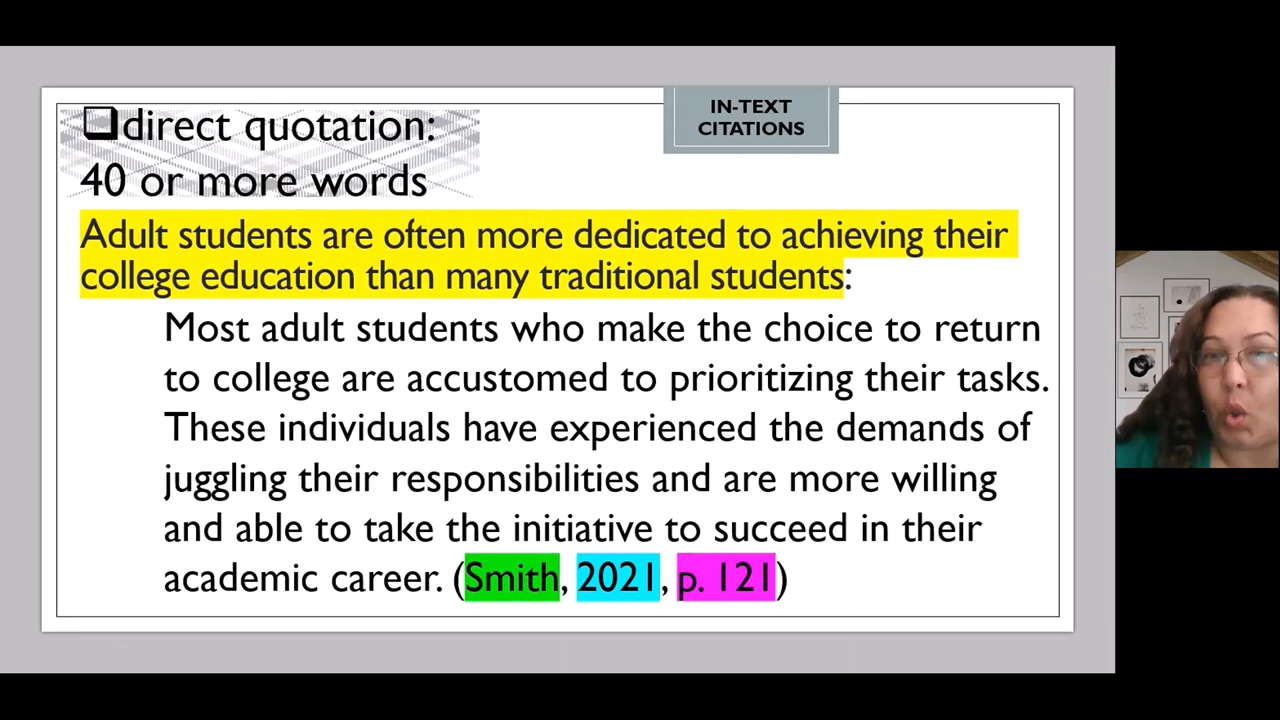 IN-TEXT
CITATIONS
❑direct quotation:
40 or more words
Adult students are often more dedicated to achieving their
college education than many traditional students:
Most adult students who make the choice to return
to college are accustomed to prioritizing their tasks.
These individuals have experienced the demands of
juggling their responsibilities and are more willing
and able to take the initiative to succeed in their
academic career. (Smith, 2021, p. 121)